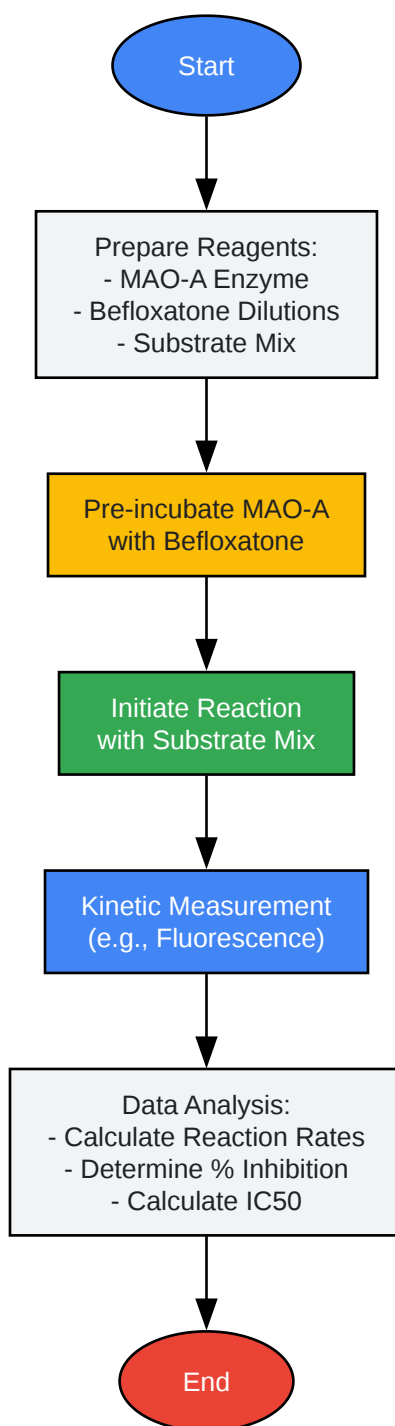 Start
Prepare Reagents:
- MAO-A Enzyme
- Befloxatone Dilutions
- Substrate Mix
Pre-incubate MAO-A
with Befloxatone
Initiate Reaction
with Substrate Mix
Kinetic Measurement
(e.g., Fluorescence)
Data Analysis:
- Calculate Reaction Rates
- Determine % Inhibition
- Calculate IC50
End